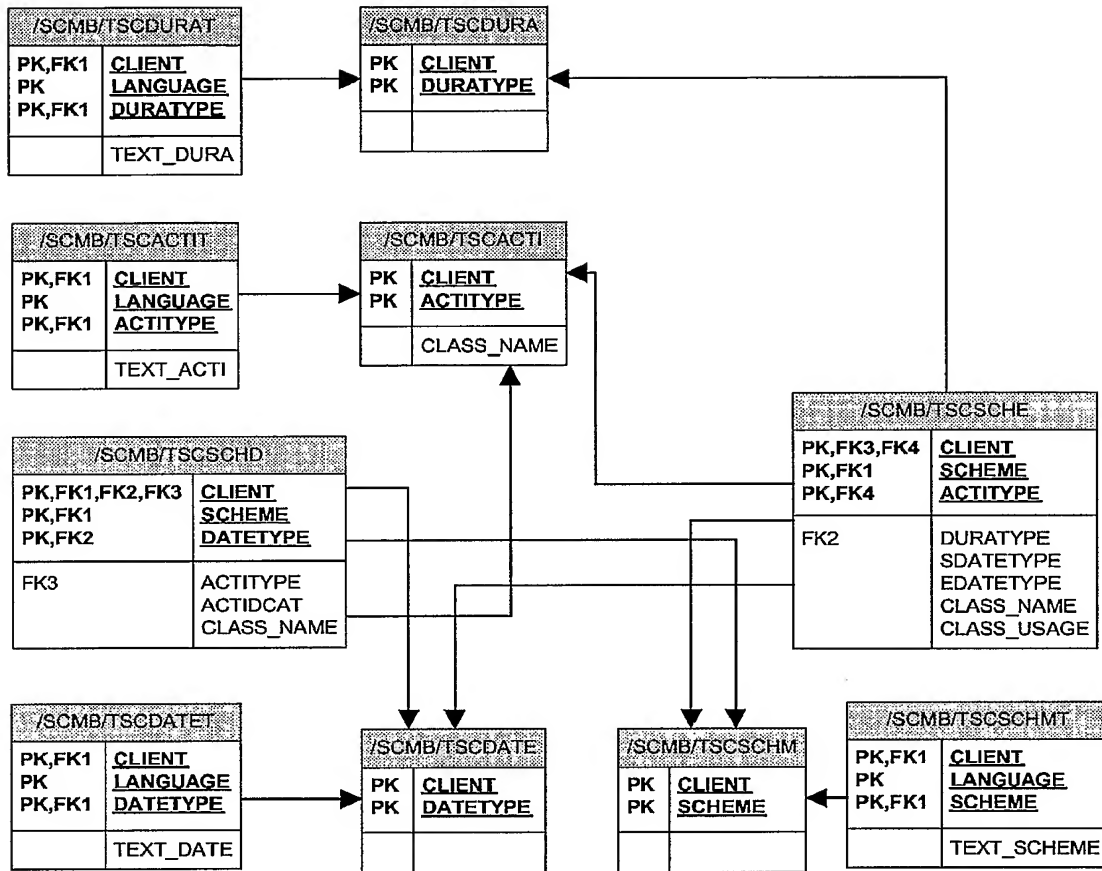 /SCMB/TSCDURAT
PK,FK1 CLIENT
PK LANGUAGE
PK,FK1 DURATYPE
TEXT_DURA
/SCMB/TSCDURA
PK CLIENT
PK DURATYPE
/SCMB/TSCACTIT
PK,FK1 CLIENT
PK LANGUAGE
PK,FK1 ACTITYPE
TEXT_ACTI
/SCMB/TSCACTI
PK CLIENT
PK ACTITYPE
CLASS_NAME
/SCMB/TSCSCHD
PK,FK1,FK2,FK3 CLIENT
PK,FK1 SCHEME
PK,FK2 DATETYPE
FK3 ACTITYPE
ACTIDCAT
CLASS_NAME
/SCMB/TSCSCHE
PK,FK3,FK4 CLIENT
PK,FK1 SCHEME
PK,FK4 ACTITYPE
FK2 DURATYPE
SDATETYPE
EDATETYPE
CLASS_NAME
CLASS_USAGE
/SCMB/TSCDATET
PK,FK1 CLIENT
PK LANGUAGE
PK,FK1 DATETYPE
TEXT_DATE
/SCMB/TSCDATE
PK CLIENT
PK DATETYPE
/SCMB/TSCSCHM
PK CLIENT
PK SCHEME
/SCMB/TSCSCHMT
PK,FK1 CLIENT
PK LANGUAGE
PK,FK1 SCHEME
TEXT_SCHEME